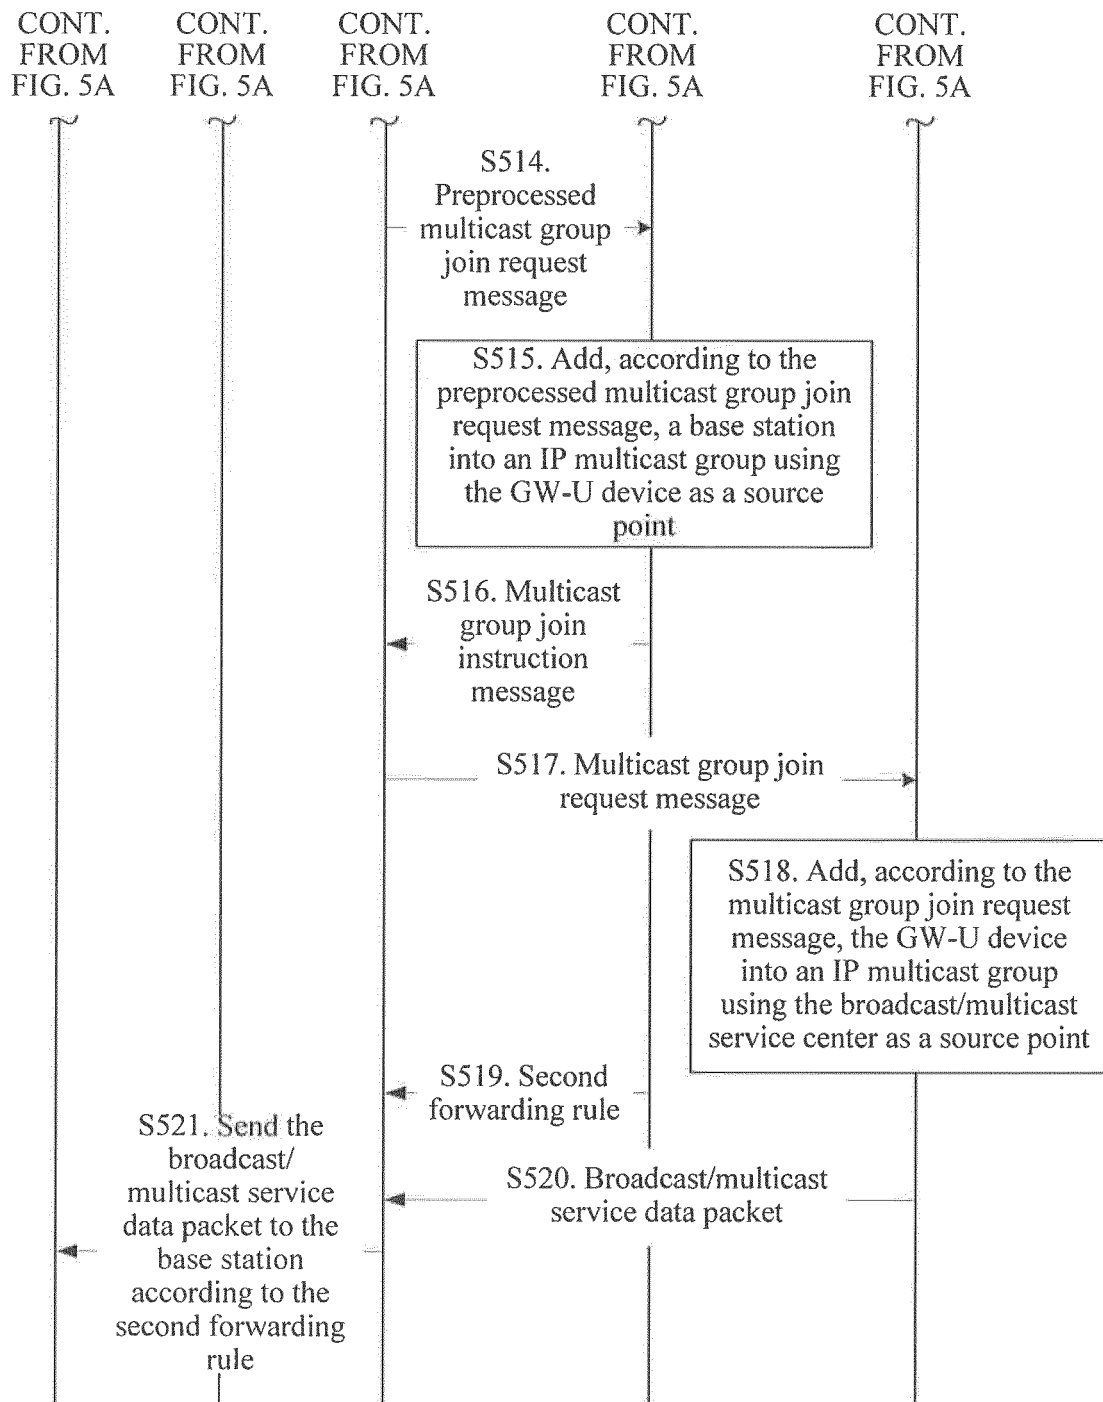 CONT.
FROM
FIG. 5A
CONT.
FROM
FIG. 5A
CONT.
FROM
FIG. 5A
CONT.
FROM
FIG. 5A
CONT.
FROM
FIG. 5A
S514.
Preprocessed
multicast group
join request
message
S515. Add, according to the
preprocessed multicast group join
request message, a base station
into an IP multicast group using
the GW-U device as a source
point
S516. Multicast
group join
instruction
message
S517. Multicast group join
request message
S518. Add, according to the
multicast group join request
message, the GW-U device
into an IP multicast group
using the broadcast/multicast
service center as a source point
S519. Second
forwarding rule
S520. Broadcast/multicast
service data packet
S521. Send the
broadcast/
multicast service
data packet to the
base station
according to the
second forwarding
rule